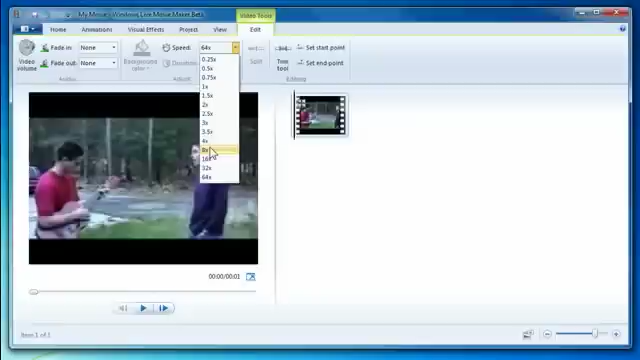 My Movie - Windows Live Movie Maker Beta
Video Tools
Home
Animations
Visual Effects
Project
View
Edit
Video volume
Fade in: None
Fade out: None
Audio
Background color
Speed: 64x
Duration
Adjust
0.25x
0.5x
0.75x
1x
1.5x
2x
2.5x
3x
3.5x
4x
8x
16x
32x
64x
Split
Trim tool
Set start point
Set end point
Editing
00:00/00:01
Item 1 of 1